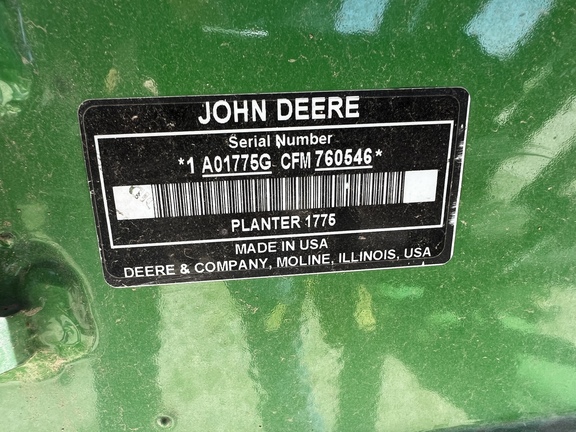 JOHN DEERE
Serial Number
*1 A01775G CFM 760546*
PLANTER 1775
MADE IN USA
DEERE & COMPANY, MOLINE, ILLINOIS, USA